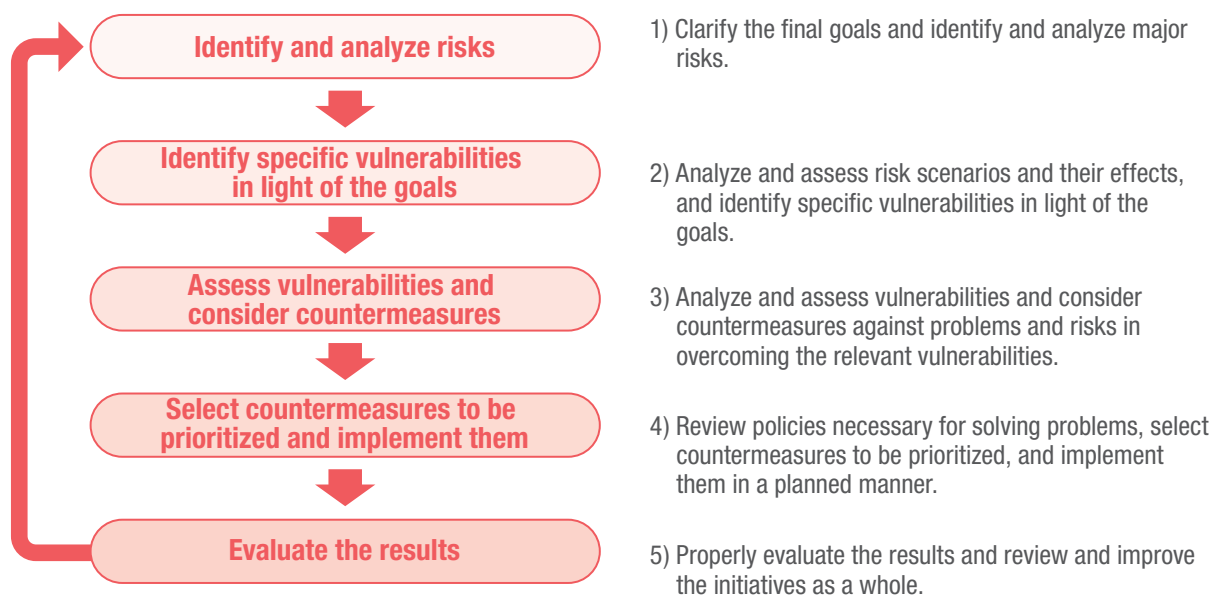 Identify and analyze risks
1) Clarify the final goals and identify and analyze major
risks.
Identify specific vulnerabilities
in light of the goals
2) Analyze and assess risk scenarios and their effects,
and identify specific vulnerabilities in light of the
goals.
Assess vulnerabilities and
consider countermeasures
3) Analyze and assess vulnerabilities and consider
countermeasures against problems and risks in
overcoming the relevant vulnerabilities.
Select countermeasures to be
prioritized and implement them
4) Review policies necessary for solving problems, select
countermeasures to be prioritized, and implement
them in a planned manner.
Evaluate the results
5) Properly evaluate the results and review and improve
the initiatives as a whole.